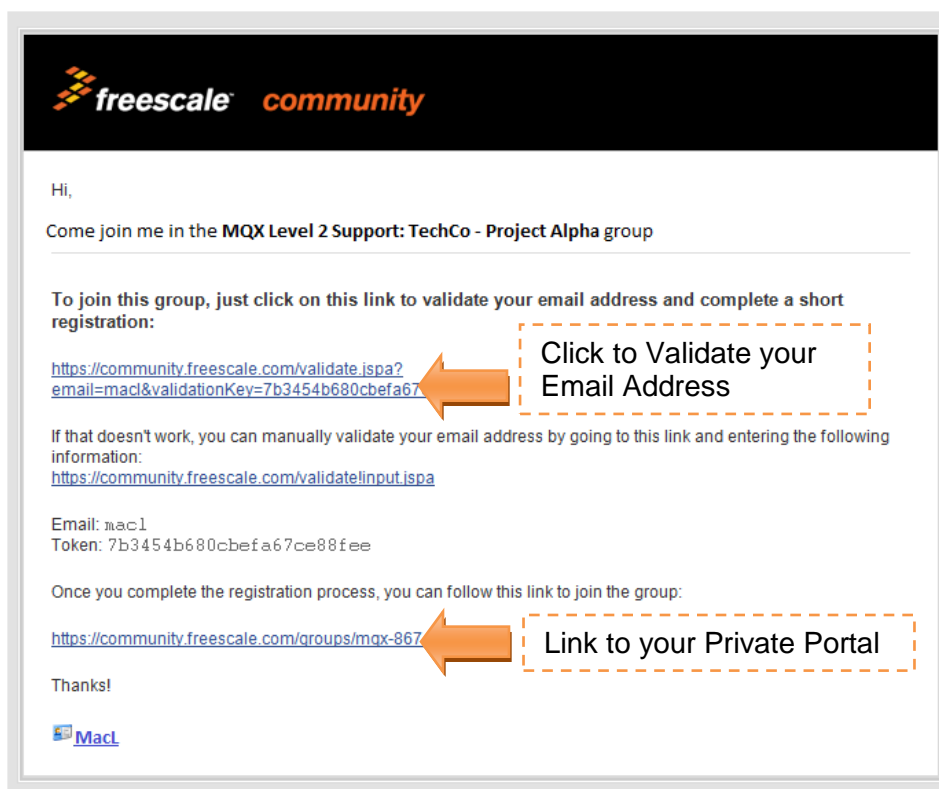 freescale community
Hi,
Come join me in the MQX Level 2 Support: TechCo - Project Alpha group
To join this group, just click on this link to validate your email address and complete a short
registration:
https://community.freescale.com/validate.jspa?
email=macl&validationKey=7b3454b680cbefa67
Click to Validate your
Email Address
If that doesn't work, you can manually validate your email address by going to this link and entering the following
information:
https://community.freescale.com/validate!input.jspa
Email: macl
Token: 7b3454b680cbefa67ce88fee
Once you complete the registration process, you can follow this link to join the group:
https://community.freescale.com/groups/mqx-867
Link to your Private Portal
Thanks!
MacL